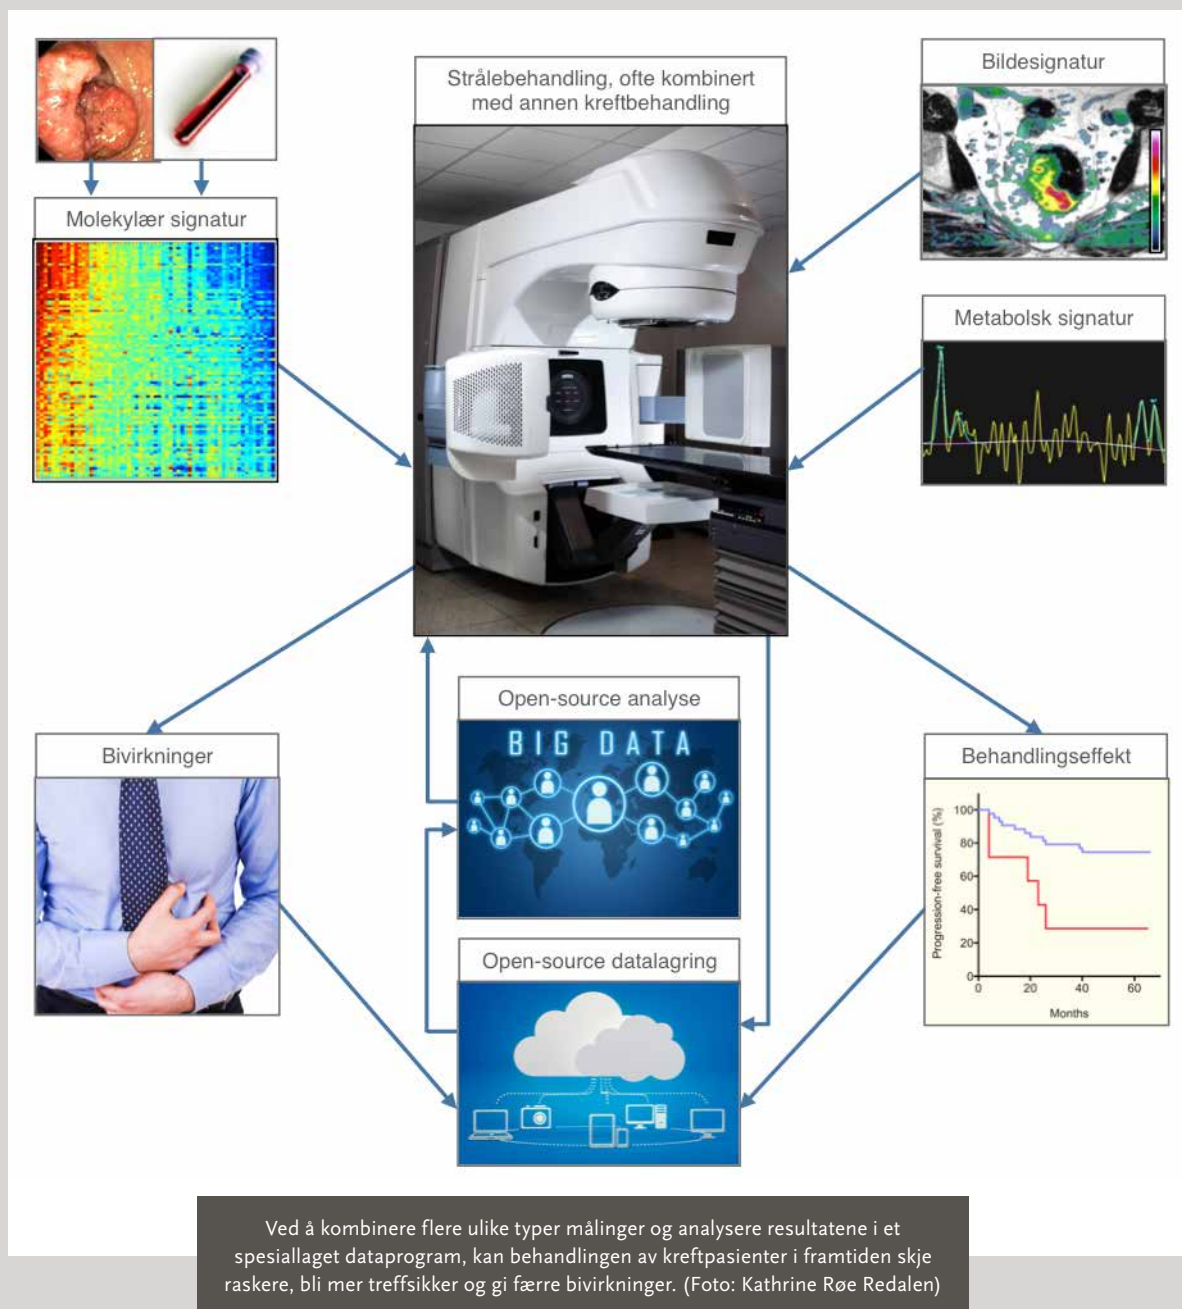 Strålebehandling, ofte kombinert
med annen kreftbehandling
Bildesignatur
Molekylær signatur
Metabolsk signatur
Open-source analyse
BIG DATA
Bivirkninger
Behandlingseffekt
Progression-free survival (%)
100
80
60
40
20
0
0 20 40 60
Months
Open-source datalagring
Ved å kombinere flere ulike typer målinger og analysere resultatene i et
spesiallaget dataprogram, kan behandlingen av kreftpasienter i framtiden skje
raskere, bli mer treffsikker og gi færre bivirkninger. (Foto: Kathrine Røe Redalen)